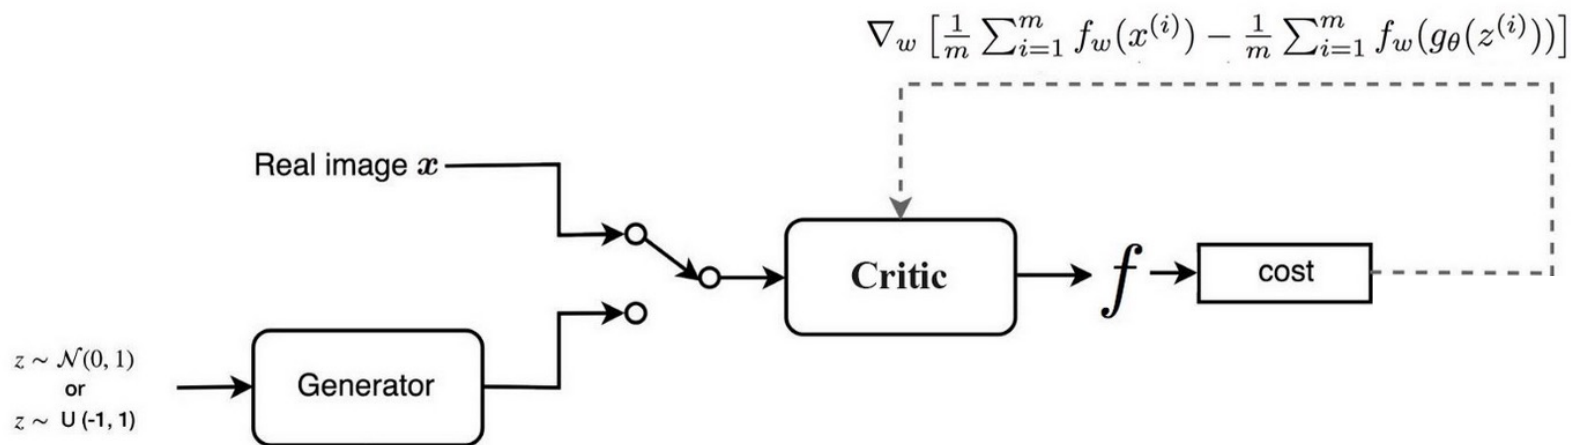 ∇_w [1/m ∑_{i=1}^m f_w(x^{(i)}) − 1/m ∑_{i=1}^m f_w(g_θ(z^{(i)}))]
Real image x
Critic
f
cost
z ~ 𝒩(0, 1)
or
z ~ U (-1, 1)
Generator